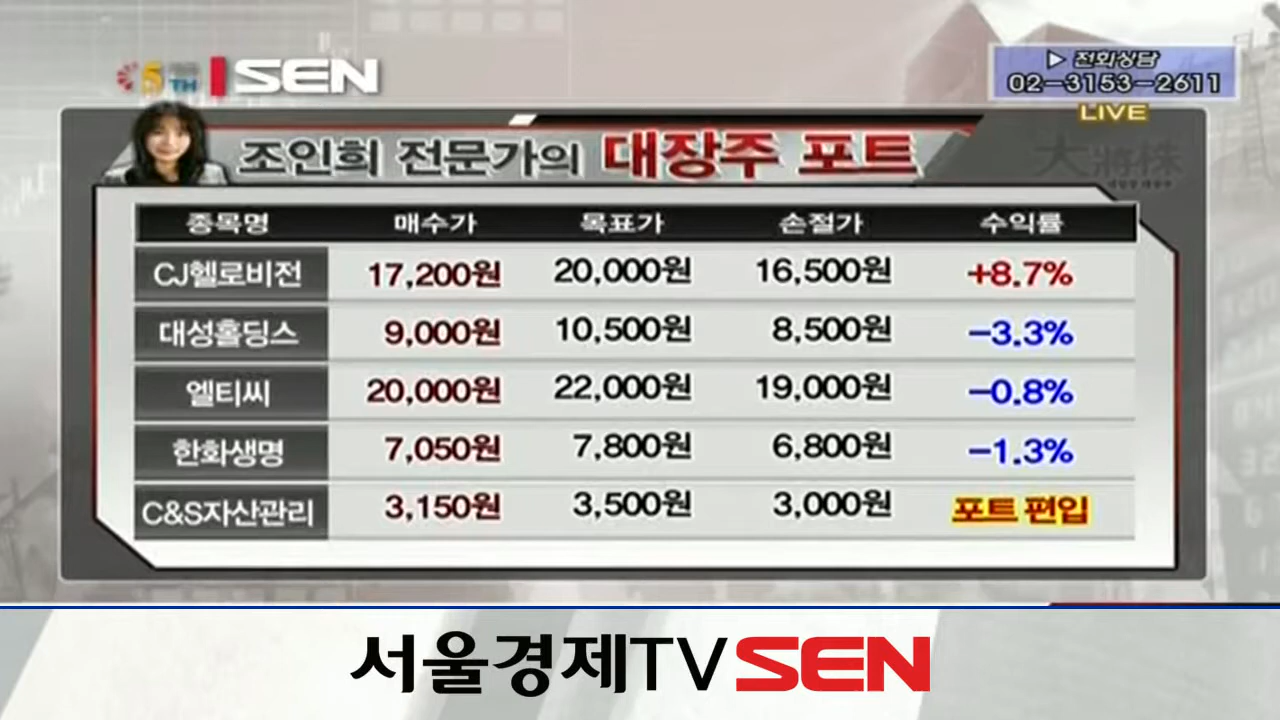 5TH SEN
▶ 전화상담
02-3153-2611
LIVE
조인희 전문가의 대장주 포트
大將株
종목명 매수가 목표가 손절가 수익률
CJ헬로비전 17,200원 20,000원 16,500원 +8.7%
대성홀딩스 9,000원 10,500원 8,500원 -3.3%
엘티씨 20,000원 22,000원 19,000원 -0.8%
한화생명 7,050원 7,800원 6,800원 -1.3%
C&S자산관리 3,150원 3,500원 3,000원 포트 편입
서울경제TV SEN